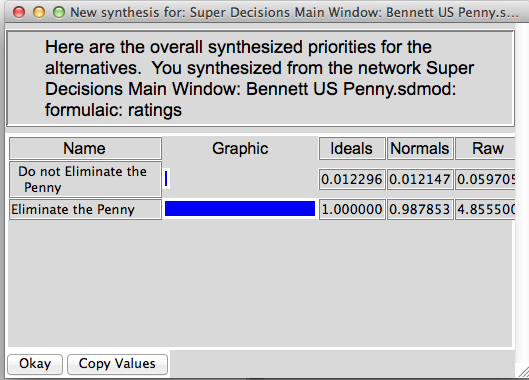 New synthesis for: Super Decisions Main Window: Bennett US Penny.s...
Here are the overall synthesized priorities for the
alternatives. You synthesized from the network Super
Decisions Main Window: Bennett US Penny.sdmod:
formulaic: ratings
Name Graphic Ideals Normals Raw
Do not Eliminate the
Penny
0.012296 0.012147 0.059705
Eliminate the Penny 1.000000 0.987853 4.855500
Okay Copy Values